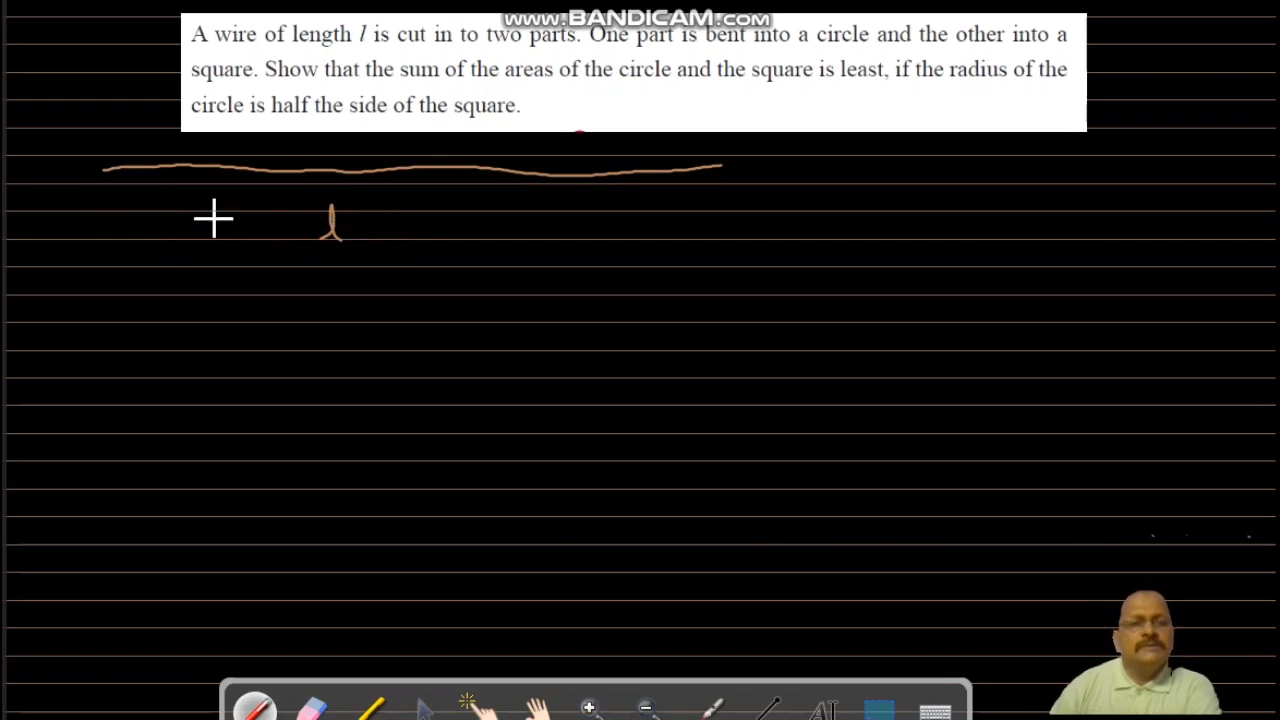 www.BANDICAM.com
A wire of length l is cut in to two parts. One part is bent into a circle and the other into a
square. Show that the sum of the areas of the circle and the square is least, if the radius of the
circle is half the side of the square.
l
AI